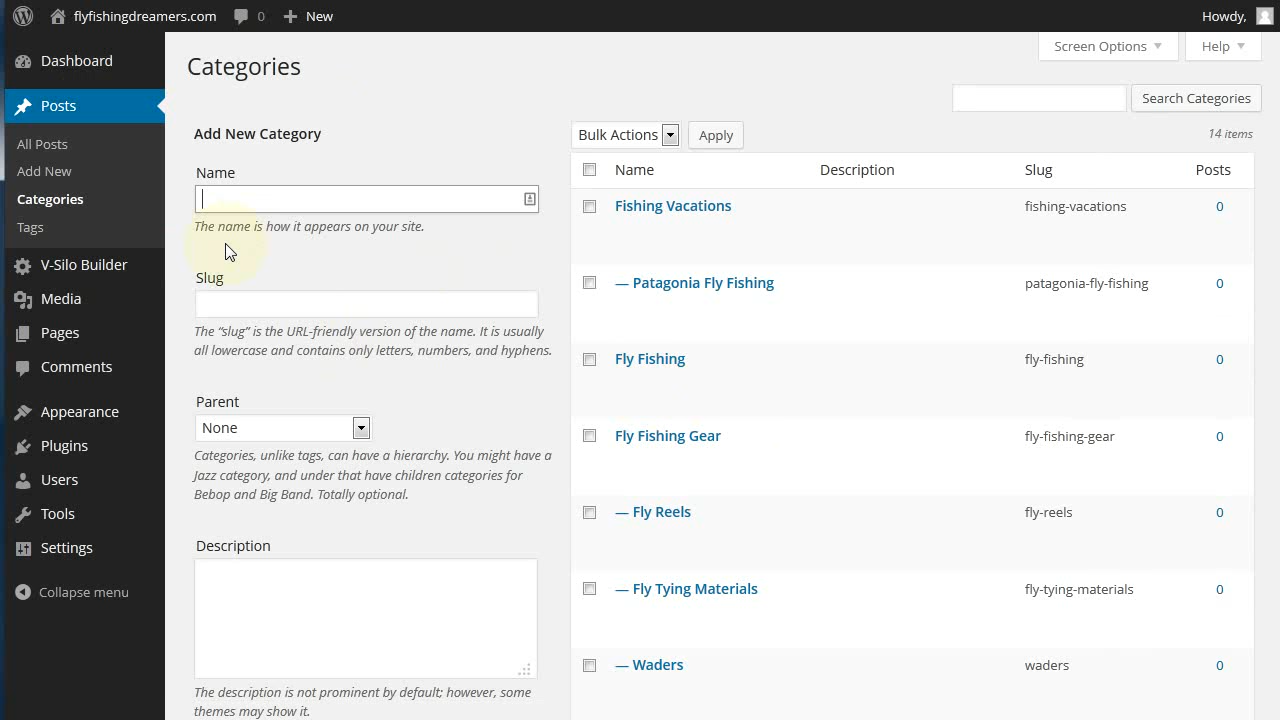 flyfishingdreamers.com 0 New Howdy,
Dashboard
Posts
All Posts
Add New
Categories
Tags
V-Silo Builder
Media
Pages
Comments
Appearance
Plugins
Users
Tools
Settings
Collapse menu
Screen Options Help
Categories
Search Categories
Add New Category
Name
The name is how it appears on your site.
Slug
The “slug” is the URL-friendly version of the name. It is usually
all lowercase and contains only letters, numbers, and hyphens.
Parent
None
Categories, unlike tags, can have a hierarchy. You might have a
Jazz category, and under that have children categories for
Bebop and Big Band. Totally optional.
Description
The description is not prominent by default; however, some
themes may show it.
Bulk Actions Apply 14 items
Name Description Slug Posts
Fishing Vacations fishing-vacations 0
— Patagonia Fly Fishing patagonia-fly-fishing 0
Fly Fishing fly-fishing 0
Fly Fishing Gear fly-fishing-gear 0
— Fly Reels fly-reels 0
— Fly Tying Materials fly-tying-materials 0
— Waders waders 0